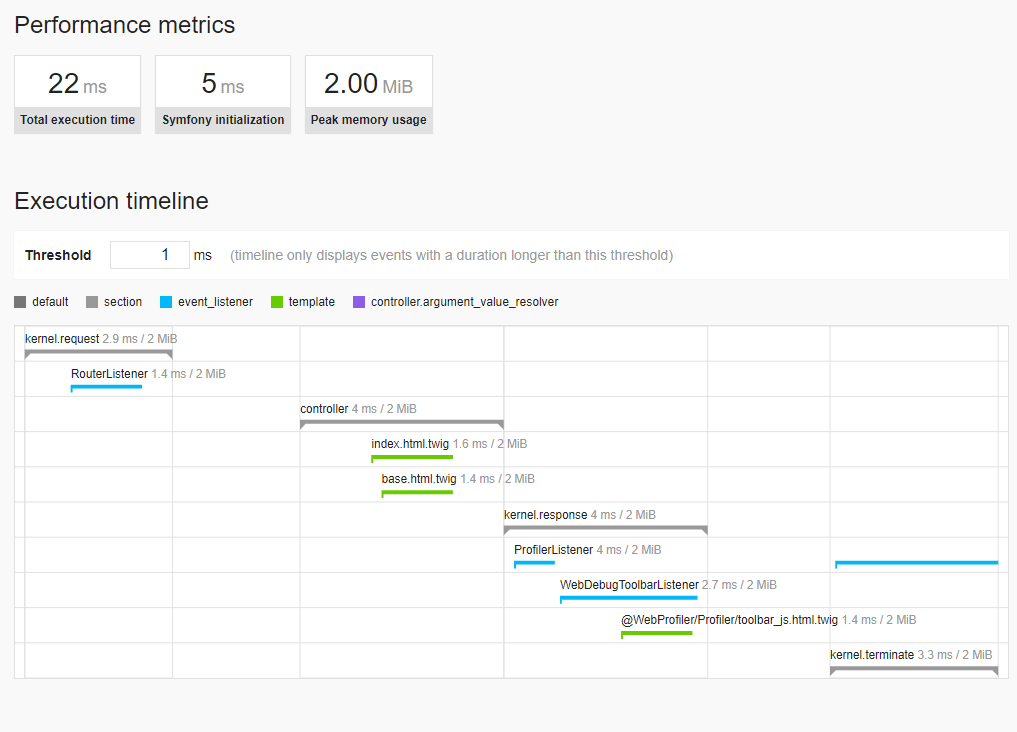 Performance metrics
22 ms
5 ms
2.00 MiB
Total execution time
Symfony initialization
Peak memory usage
Execution timeline
Threshold 1 ms (timeline only displays events with a duration longer than this threshold)
default section event_listener template controller.argument_value_resolver
kernel.request 2.9 ms / 2 MiB
RouterListener 1.4 ms / 2 MiB
controller 4 ms / 2 MiB
index.html.twig 1.6 ms / 2 MiB
base.html.twig 1.4 ms / 2 MiB
kernel.response 4 ms / 2 MiB
ProfilerListener 4 ms / 2 MiB
WebDebugToolbarListener 2.7 ms / 2 MiB
@WebProfiler/Profiler/toolbar_js.html.twig 1.4 ms / 2 MiB
kernel.terminate 3.3 ms / 2 MiB